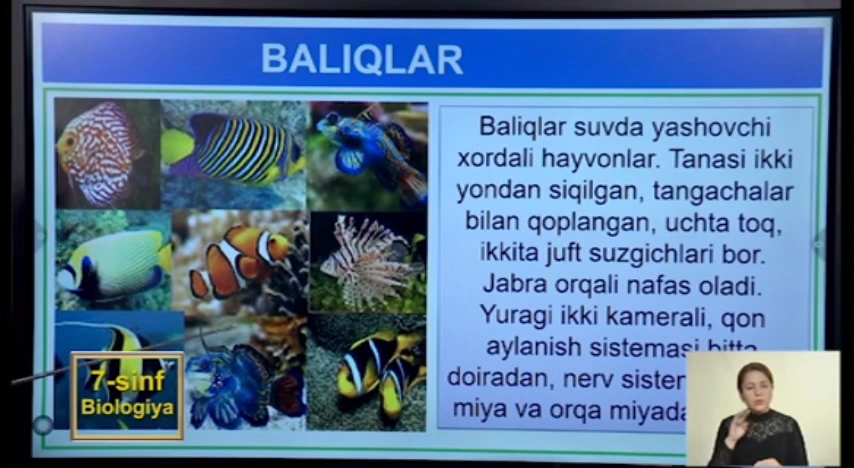 BALIQLAR
Baliqlar suvda yashovchi
xordali hayvonlar. Tanasi ikki
yondan siqilgan, tangachalar
bilan qoplangan, uchta toq,
ikkita juft suzgichlari bor.
Jabra orqali nafas oladi.
Yuragi ikki kamerali, qon
aylanish sistemasi bitta
doiradan, nerv
miya va orqa
7-sinf
Biologiya